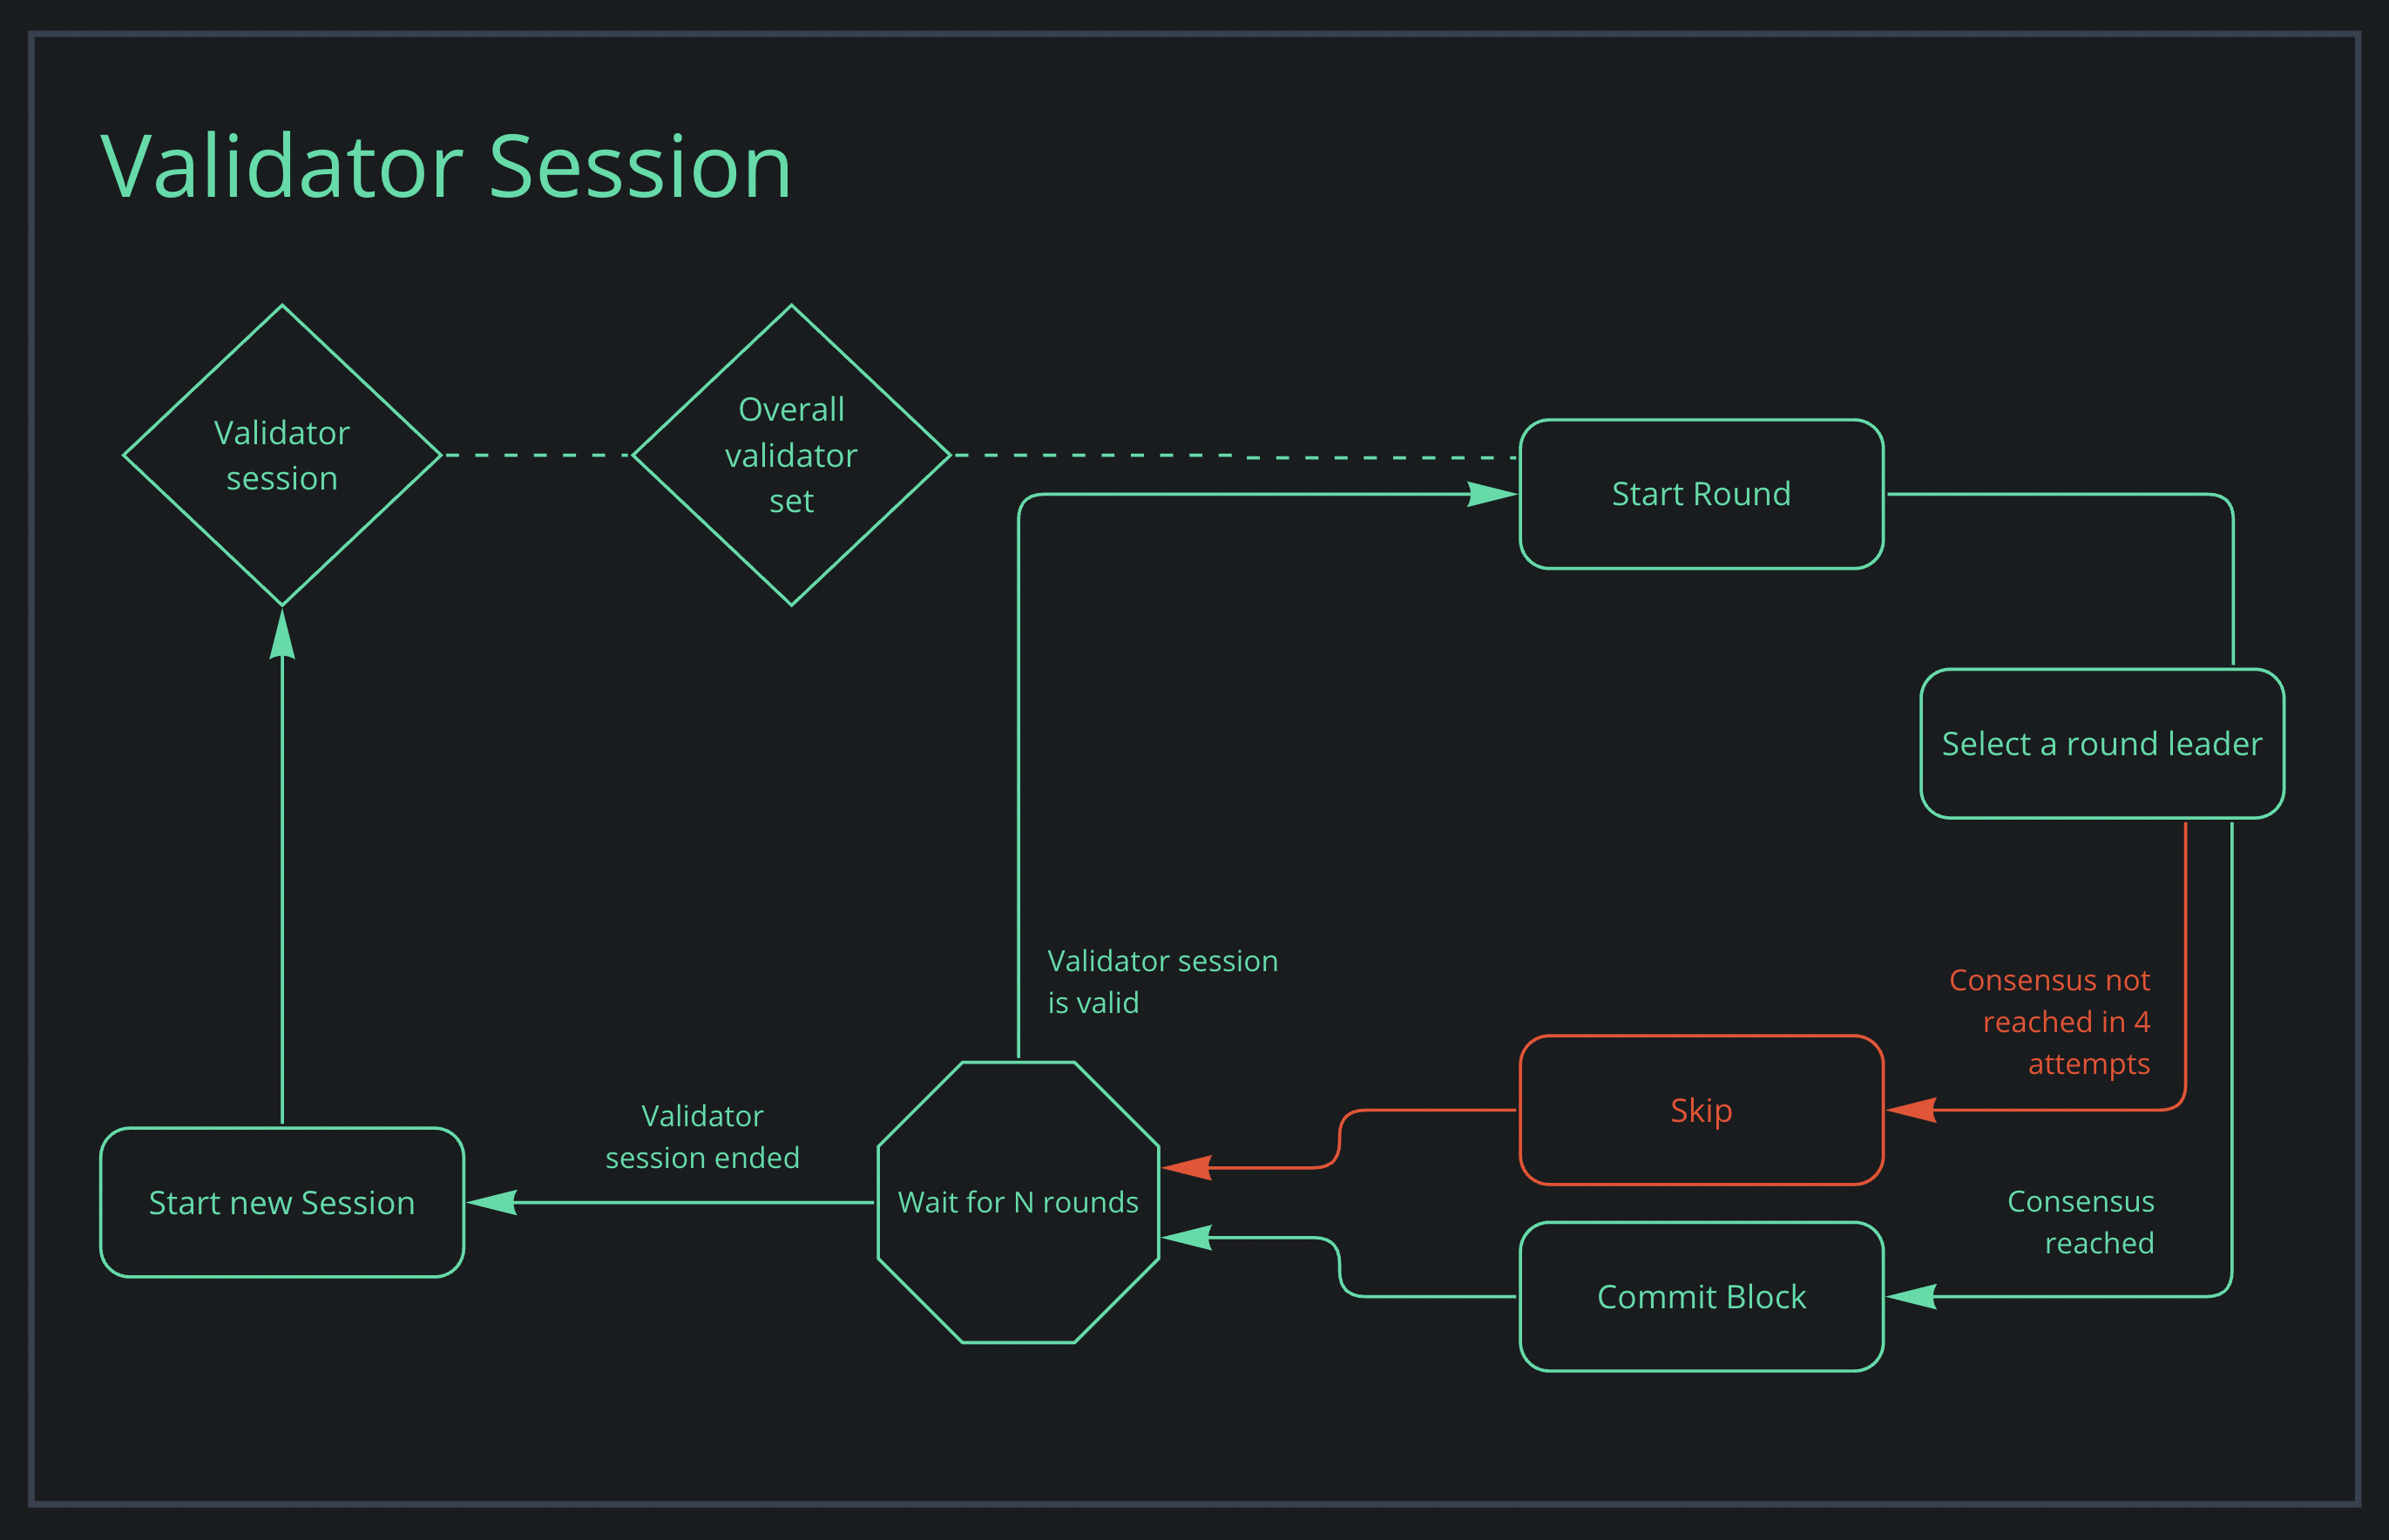 Validator Session
Validator
session
Overall
validator
set
Start Round
Select a round leader
Validator session
is valid
Consensus not
reached in 4
attempts
Skip
Validator
session ended
Wait for N rounds
Start new Session
Consensus
reached
Commit Block